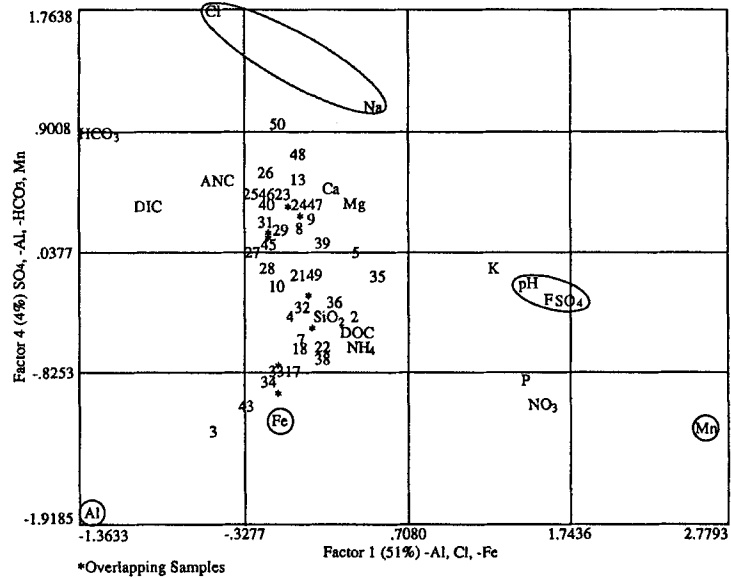 1.7638
Cl
Na
50
.9008
HCO3
48
26 13
ANC
Ca
254623
DIC
40 * 2447 Mg
31 * 9
* 29 8
45 39
.0377 27 5
28 K
2149 35
10 pH
* 36 FSO4
32
4 SiO2 2
* DOC
7
18 22 NH4
38
-.8253 *
3317 P
34
* NO3
43
Fe
3 Mn
Al
-1.9185
-1.3633 -.3277 .7080 1.7436 2.7793
Factor 1 (51%) -Al, Cl, -Fe
Factor 4 (4%) SO4, -Al, -HCO3, Mn
*Overlapping Samples